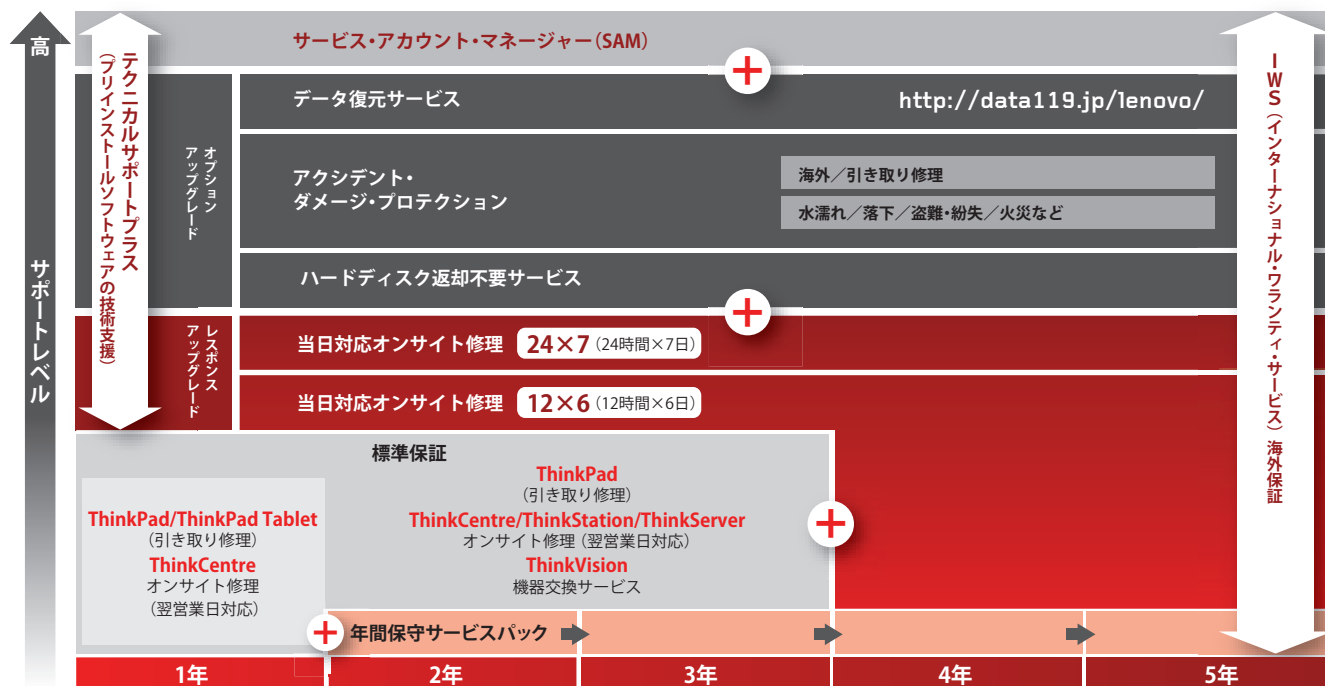 高
サポートレベル
テクニカルサポートプラス
(プリインストールソフトウェアの技術支援)
サービス・アカウント・マネージャー(SAM)
+
オプション
アップグレード
データ復元サービス
http://data119.jp/lenovo/
アクシデント・
ダメージ・プロテクション
海外／引き取り修理
水濡れ／落下／盗難・紛失／火災など
ハードディスク返却不要サービス
+
レスポンス
アップグレード
当日対応オンサイト修理 24×7 (24時間×7日)
当日対応オンサイト修理 12×6 (12時間×6日)
IWS (インターナショナル・ワランティ・サービス) 海外保証
標準保証
ThinkPad/ThinkPad Tablet
(引き取り修理)
ThinkCentre
オンサイト修理
(翌営業日対応)
ThinkPad
(引き取り修理)
ThinkCentre/ThinkStation/ThinkServer
オンサイト修理 (翌営業日対応)
ThinkVision
機器交換サービス
+
+
年間保守サービスパック
1年
2年
3年
4年
5年